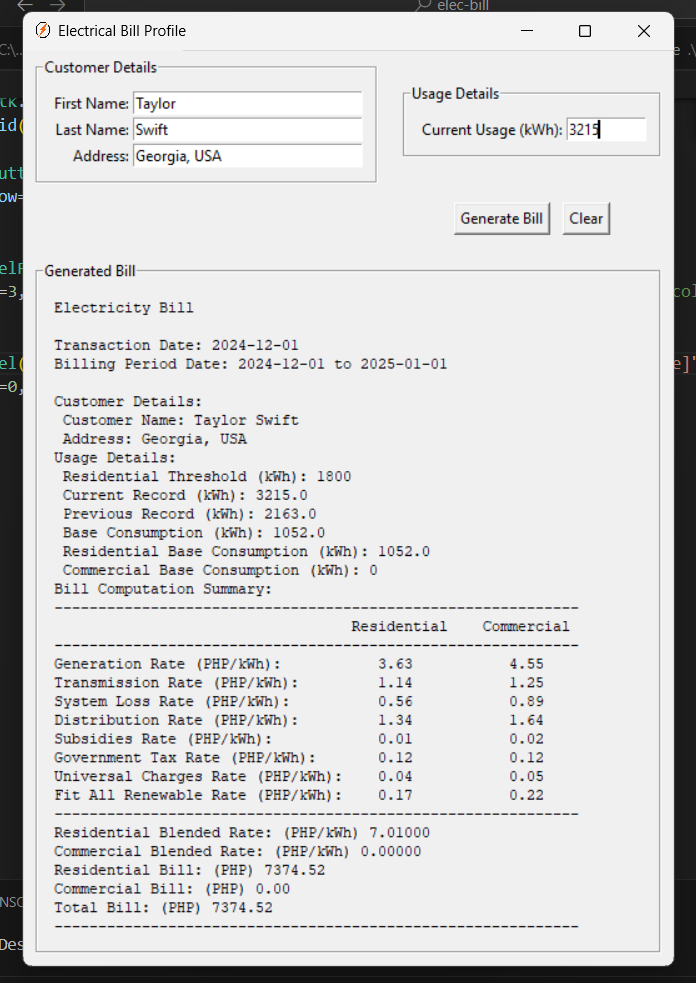 elec-bill
Electrical Bill Profile
C:\..
Customer Details
First Name: Taylor
Last Name: Swift
Address: Georgia, USA
Usage Details
Current Usage (kWh): 3215
Generate Bill
Clear
Generated Bill
Electricity Bill
Transaction Date: 2024-12-01
Billing Period Date: 2024-12-01 to 2025-01-01
Customer Details:
Customer Name: Taylor Swift
Address: Georgia, USA
Usage Details:
Residential Threshold (kWh): 1800
Current Record (kWh): 3215.0
Previous Record (kWh): 2163.0
Base Consumption (kWh): 1052.0
Residential Base Consumption (kWh): 1052.0
Commercial Base Consumption (kWh): 0
Bill Computation Summary:
------------------------------------------------------------
Residential Commercial
------------------------------------------------------------
Generation Rate (PHP/kWh): 3.63 4.55
Transmission Rate (PHP/kWh): 1.14 1.25
System Loss Rate (PHP/kWh): 0.56 0.89
Distribution Rate (PHP/kWh): 1.34 1.64
Subsidies Rate (PHP/kWh): 0.01 0.02
Government Tax Rate (PHP/kWh): 0.12 0.12
Universal Charges Rate (PHP/kWh): 0.04 0.05
Fit All Renewable Rate (PHP/kWh): 0.17 0.22
------------------------------------------------------------
Residential Blended Rate: (PHP/kWh) 7.01000
Commercial Blended Rate: (PHP/kWh) 0.00000
Residential Bill: (PHP) 7374.52
Commercial Bill: (PHP) 0.00
Total Bill: (PHP) 7374.52
------------------------------------------------------------